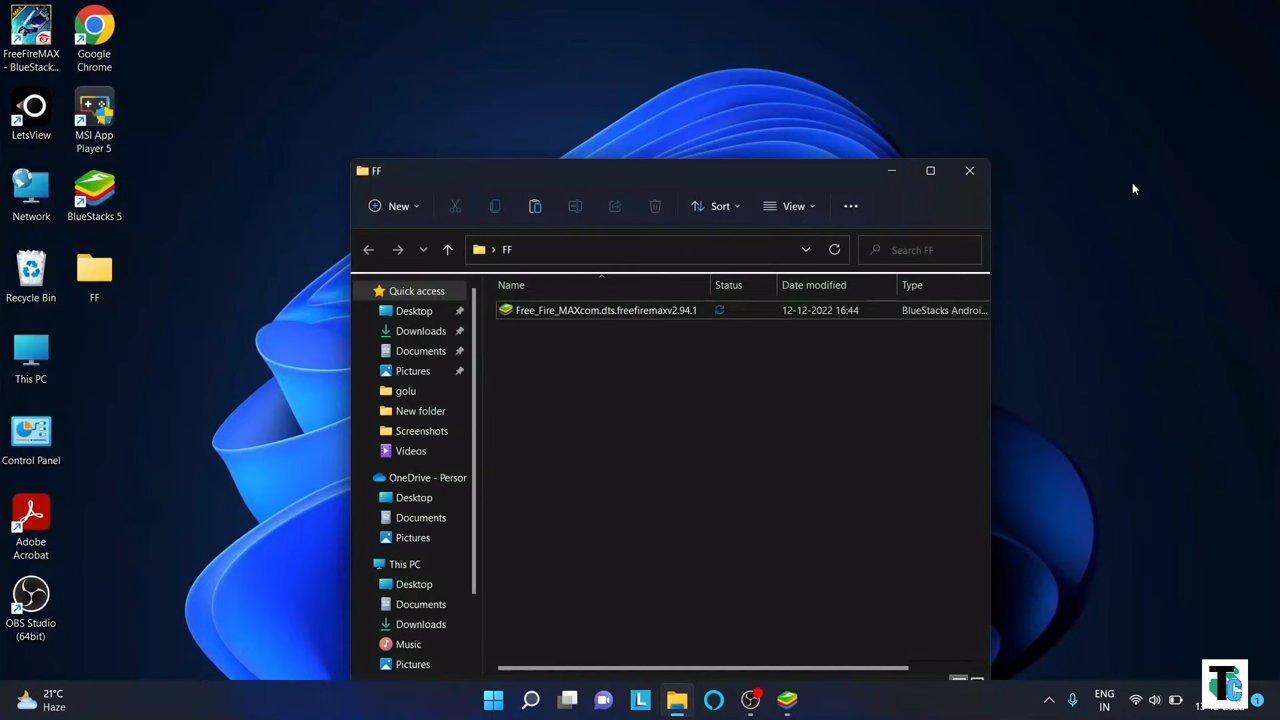 FreeFireMAX
- BlueStack...
Google
Chrome
LetsView
MSI App
Player 5
Network
BlueStacks 5
Recycle Bin
FF
This PC
Control Panel
Adobe
Acrobat
OBS Studio
(64bit)
FF
New
Sort
View
FF
Search FF
Name
Status
Date modified
Type
Free_Fire_MAXcom.dts.freefiremaxv2.94.1
12-12-2022 16:44
BlueStacks Androi...
Quick access
Desktop
Downloads
Documents
Pictures
golu
New folder
Screenshots
Videos
OneDrive - Persor
Desktop
Documents
Pictures
This PC
Desktop
Documents
Downloads
Music
Pictures
21°C
Haze
ENG
IN
TC
1